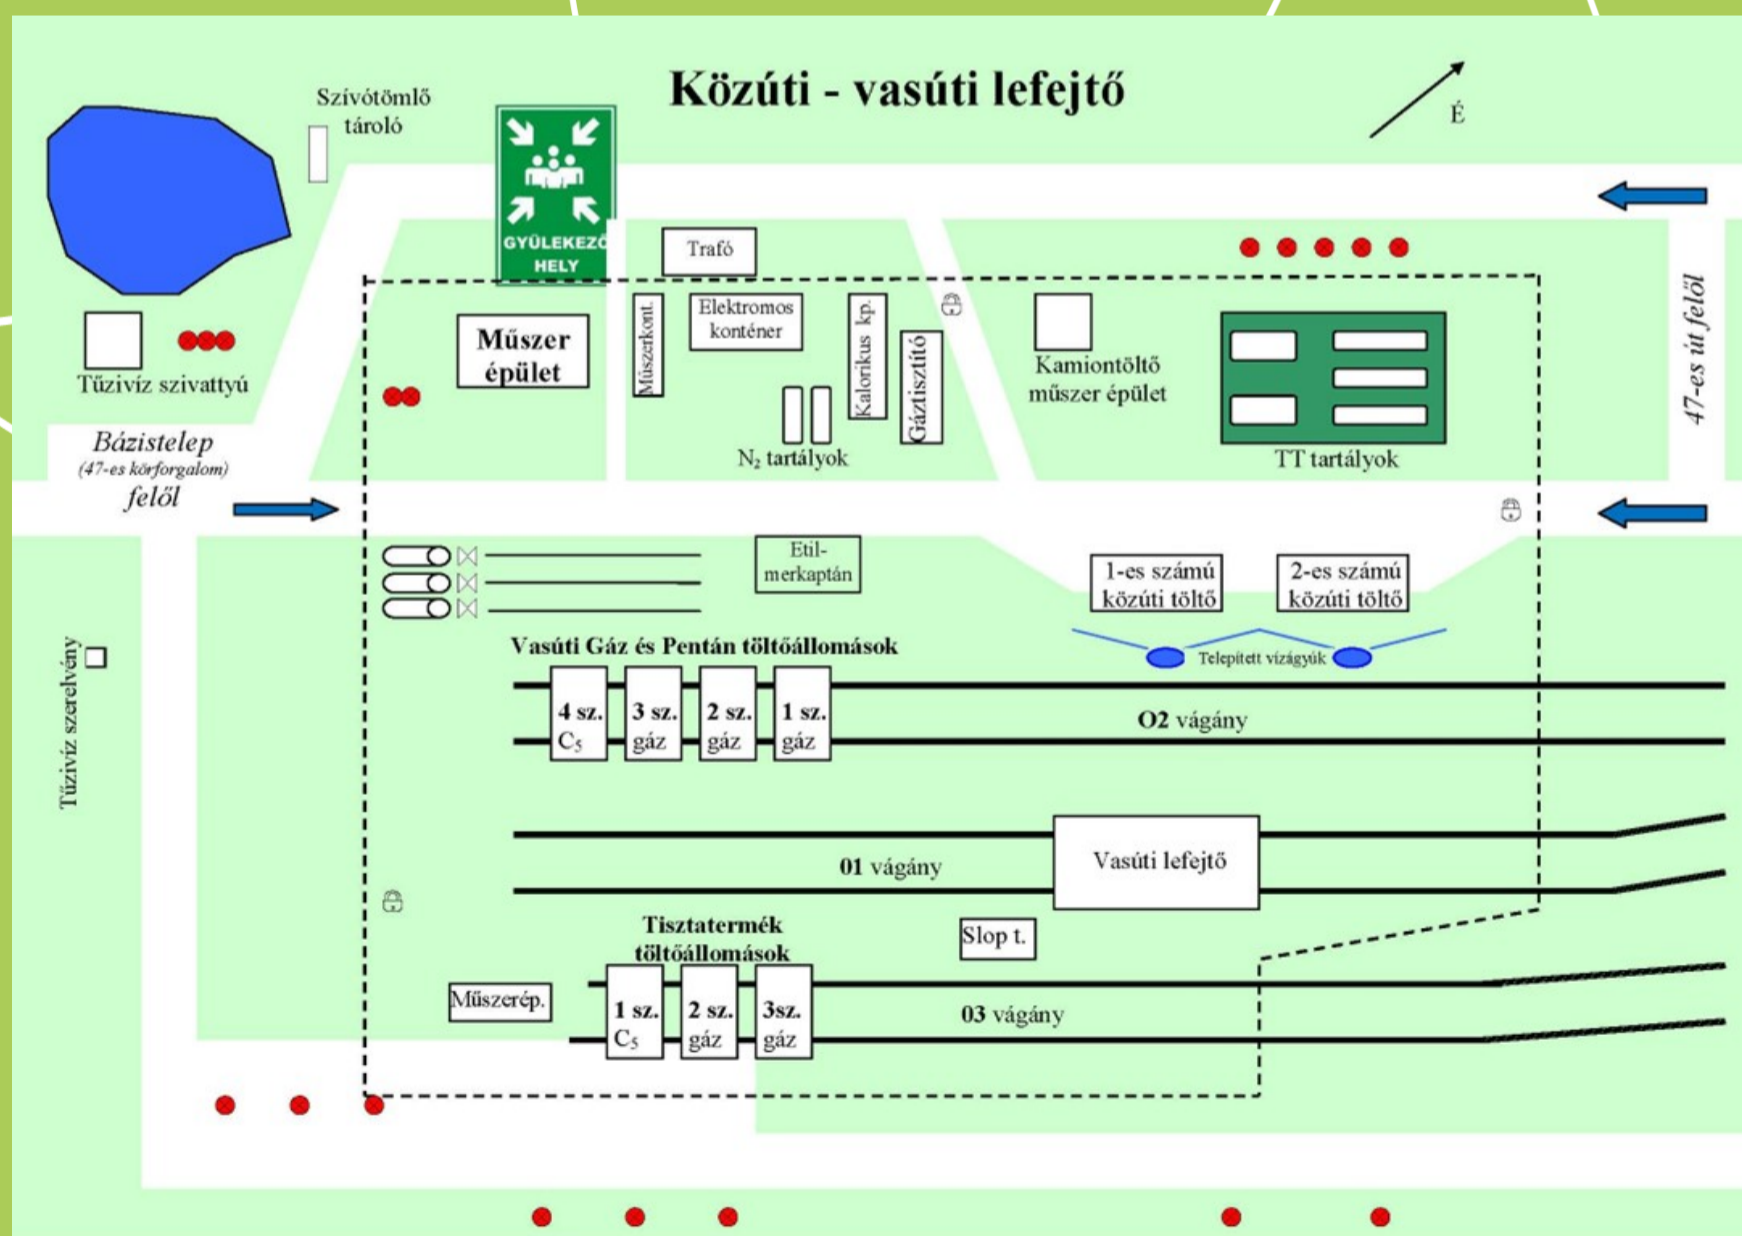 Közúti - vasúti lefejtő
É
Szívótömlő
tároló
GYÜLEKEZŐ
HELY
Trafó
Műszer
épület
Műszerkont.
Elektromos
konténer
Kalorikus kp.
Gáztisztító
N₂ tartályok
Kamiontöltő
műszer épület
TT tartályok
47-es út felől
Tűzivíz szivattyú
Bázistelep
(47-es körforgalom)
felől
Etil-
merkaptán
1-es számú
közúti töltő
2-es számú
közúti töltő
Telepített vízágyúk
Tűzivíz szerelvény
Vasúti Gáz és Pentán töltőállomások
4 sz.
C₅
3 sz.
gáz
2 sz.
gáz
1 sz.
gáz
O2 vágány
01 vágány
Vasúti lefejtő
Tisztatermék
töltőállomások
Slop t.
Műszerép.
1 sz.
C₅
2 sz.
gáz
3sz.
gáz
03 vágány